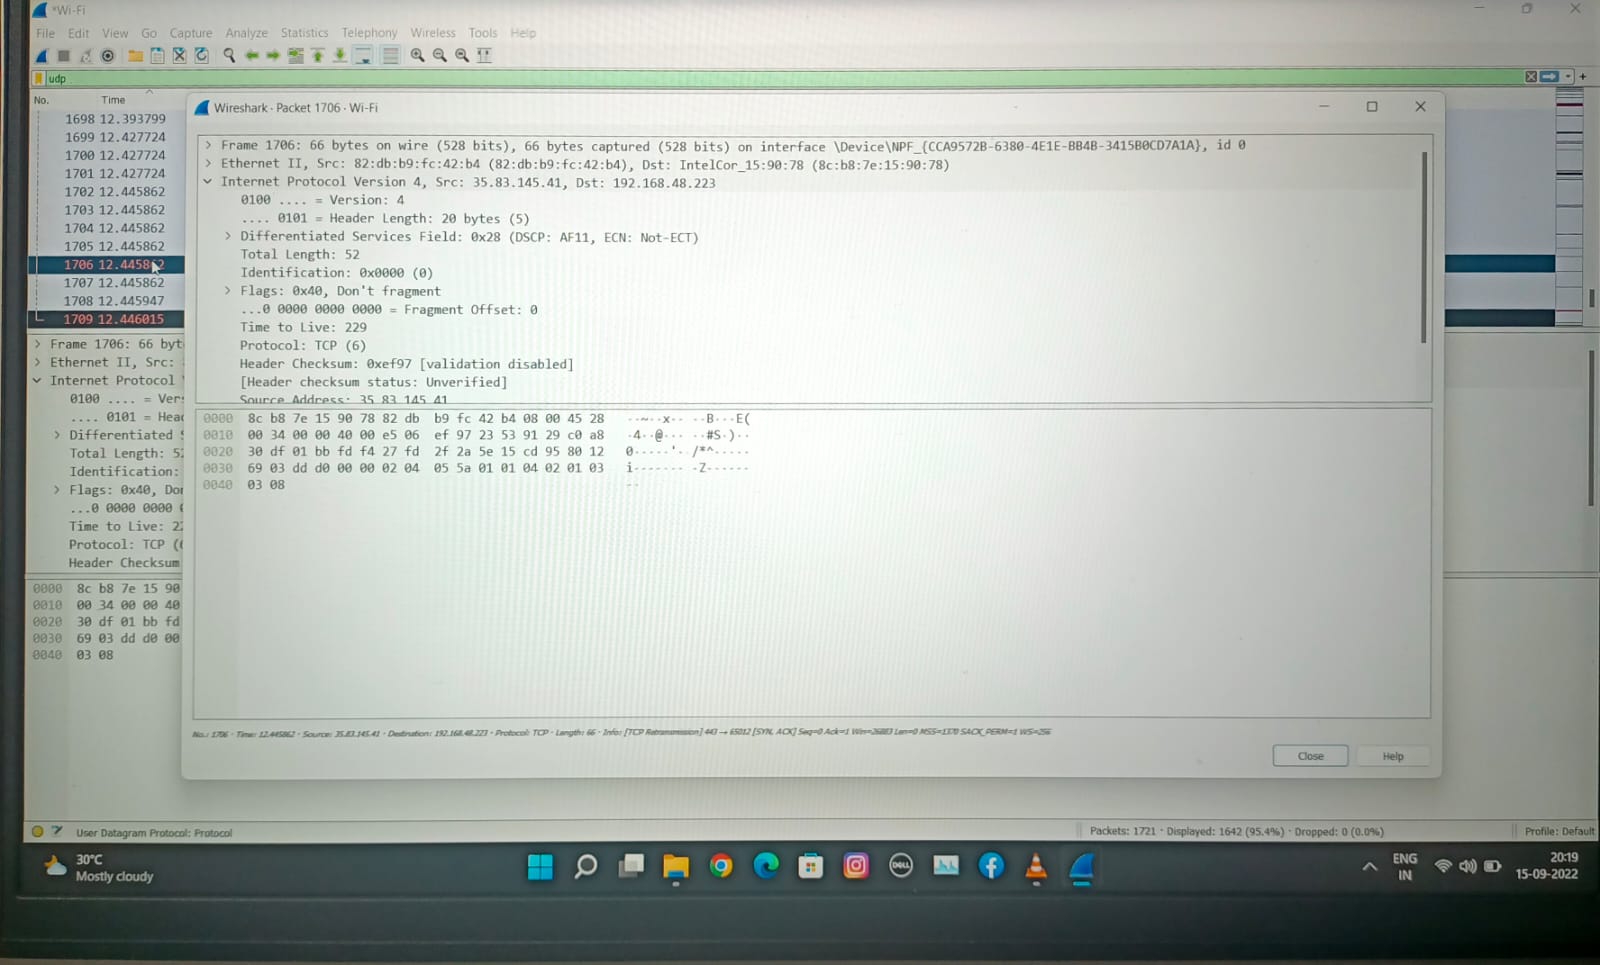 *Wi-Fi
File Edit View Go Capture Analyze Statistics Telephony Wireless Tools Help
udp
No. Time
1698 12.393799
1699 12.427724
1700 12.427724
1701 12.427724
1702 12.445862
1703 12.445862
1704 12.445862
1705 12.445862
1706 12.445862
1707 12.445862
1708 12.445947
1709 12.446015
Frame 1706: 66 byt
Ethernet II, Src:
Internet Protocol
0100 .... = Ver
.... 0101 = Hea
Differentiated
Total Length: 5
Identification:
Flags: 0x40, Do
...0 0000 0000 0
Time to Live: 2
Protocol: TCP (
Header Checksum
0000 8c b8 7e 15 90
0010 00 34 00 00 40
0020 30 df 01 bb fd
0030 69 03 dd d0 00
0040 03 08
Wireshark · Packet 1706 · Wi-Fi
Frame 1706: 66 bytes on wire (528 bits), 66 bytes captured (528 bits) on interface \Device\NPF_{CCA9572B-6380-4E1E-BB4B-3415B0CD7A1A}, id 0
Ethernet II, Src: 82:db:b9:fc:42:b4 (82:db:b9:fc:42:b4), Dst: IntelCor_15:90:78 (8c:b8:7e:15:90:78)
Internet Protocol Version 4, Src: 35.83.145.41, Dst: 192.168.48.223
0100 .... = Version: 4
.... 0101 = Header Length: 20 bytes (5)
Differentiated Services Field: 0x28 (DSCP: AF11, ECN: Not-ECT)
Total Length: 52
Identification: 0x0000 (0)
Flags: 0x40, Don't fragment
...0 0000 0000 0000 = Fragment Offset: 0
Time to Live: 229
Protocol: TCP (6)
Header Checksum: 0xef97 [validation disabled]
[Header checksum status: Unverified]
Source Address: 35.83.145.41
0000 8c b8 7e 15 90 78 82 db b9 fc 42 b4 08 00 45 28 ··~··x·· ··B···E(
0010 00 34 00 00 40 00 e5 06 ef 97 23 53 91 29 c0 a8 ·4··@··· ··#S·)··
0020 30 df 01 bb fd f4 27 fd 2f 2a 5e 15 cd 95 80 12 0·····'· /*^·····
0030 69 03 dd d0 00 00 02 04 05 5a 01 01 04 02 01 03 i······· ·Z······
0040 03 08 ··
No.: 1706 · Time: 12.445862 · Source: 35.83.145.41 · Destination: 192.168.48.223 · Protocol: TCP · Length: 66 · Info: [TCP Retransmission] 443 → 65012 [SYN, ACK] Seq=0 Ack=1 Win=26883 Len=0 MSS=1370 SACK_PERM=1 WS=256
Close Help
User Datagram Protocol: Protocol
Packets: 1721 · Displayed: 1642 (95.4%) · Dropped: 0 (0.0%)
Profile: Default
30°C
Mostly cloudy
DELL
ENG
IN
20:19
15-09-2022